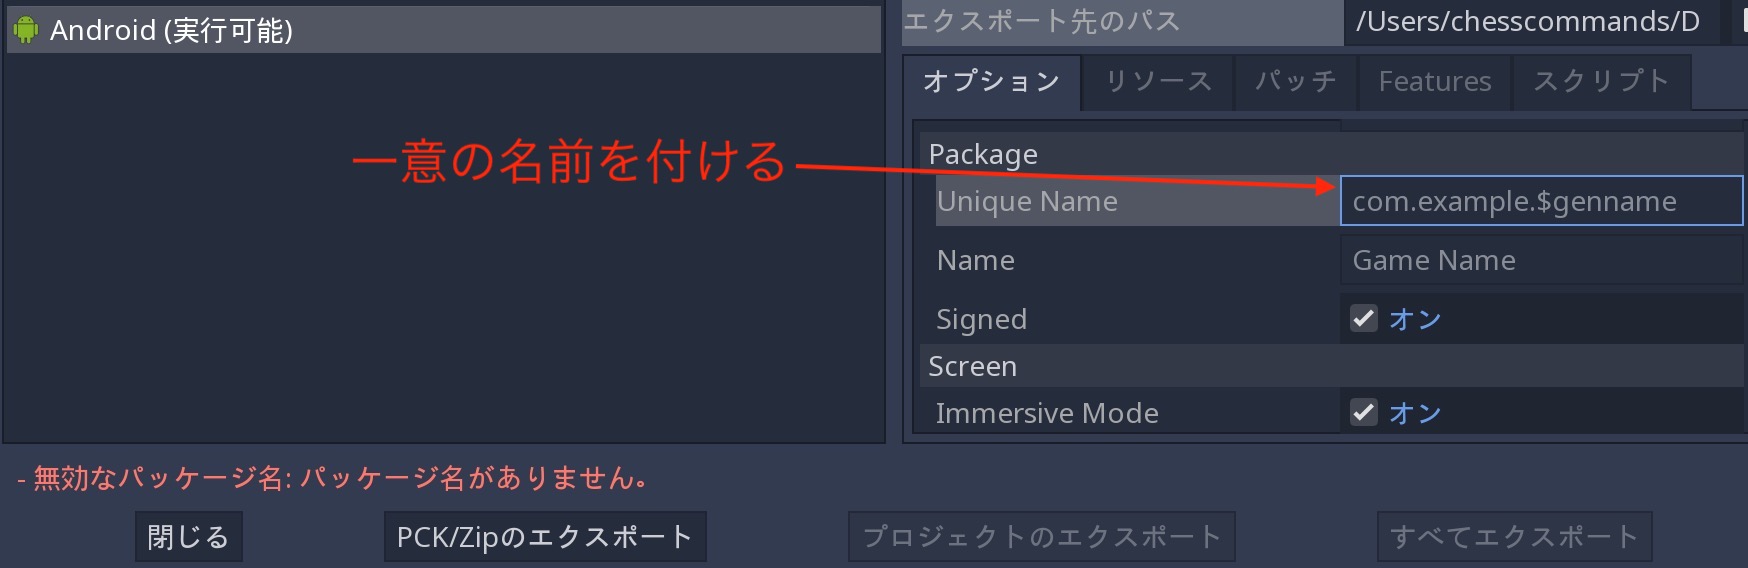 Android (実行可能)
エクスポート先のパス
/Users/chesscommands/D
オプション
リソース
パッチ
Features
スクリプト
一意の名前を付ける
Package
Unique Name
com.example.$genname
Name
Game Name
Signed
オン
Screen
Immersive Mode
オン
- 無効なパッケージ名: パッケージ名がありません。
閉じる
PCK/Zipのエクスポート
プロジェクトのエクスポート
すべてエクスポート